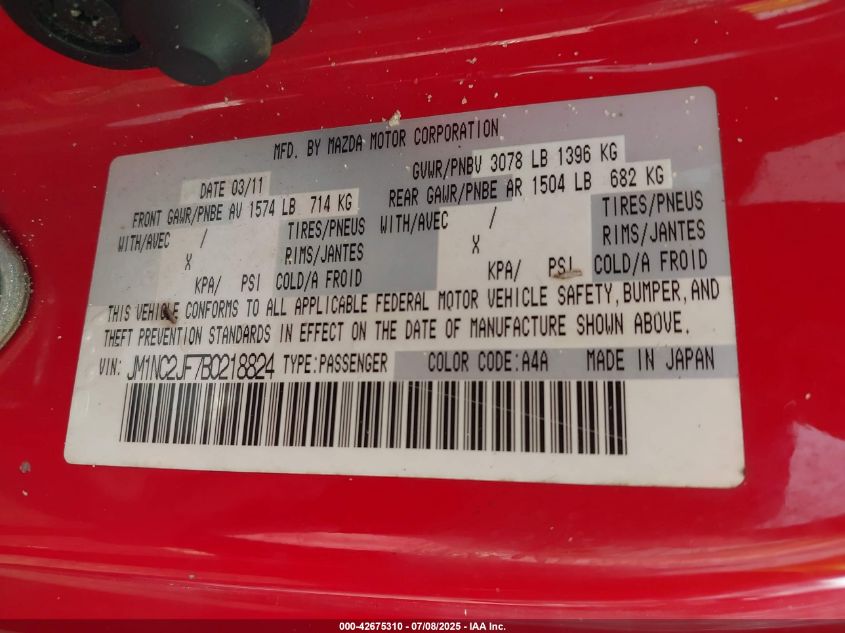 MFD. BY MAZDA MOTOR CORPORATION
DATE 03/11 GVWR/PNBV 3078 LB 1396 KG
FRONT GAWR/PNBE AV 1574 LB 714 KG REAR GAWR/PNBE AR 1504 LB 682 KG
WITH/AVEC / TIRES/PNEUS WITH/AVEC / TIRES/PNEUS
X RIMS/JANTES X RIMS/JANTES
KPA/ PSI COLD/A FROID KPA/ PSI COLD/A FROID
THIS VEHICLE CONFORMS TO ALL APPLICABLE FEDERAL MOTOR VEHICLE SAFETY, BUMPER, AND
THEFT PREVENTION STANDARDS IN EFFECT ON THE DATE OF MANUFACTURE SHOWN ABOVE.
VIN: JM1NC2JF7B0218824 TYPE:PASSENGER COLOR CODE:A4A MADE IN JAPAN
000-42675310 | 07/08/2025 - IAA Inc.